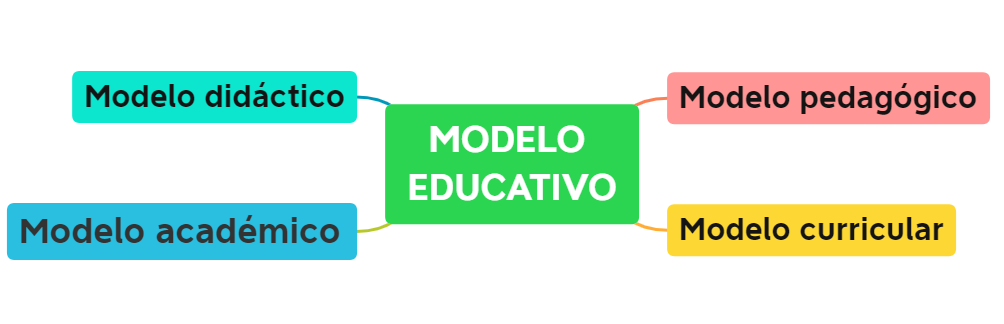 Modelo didáctico
Modelo pedagógico
MODELO
EDUCATIVO
Modelo académico
Modelo curricular